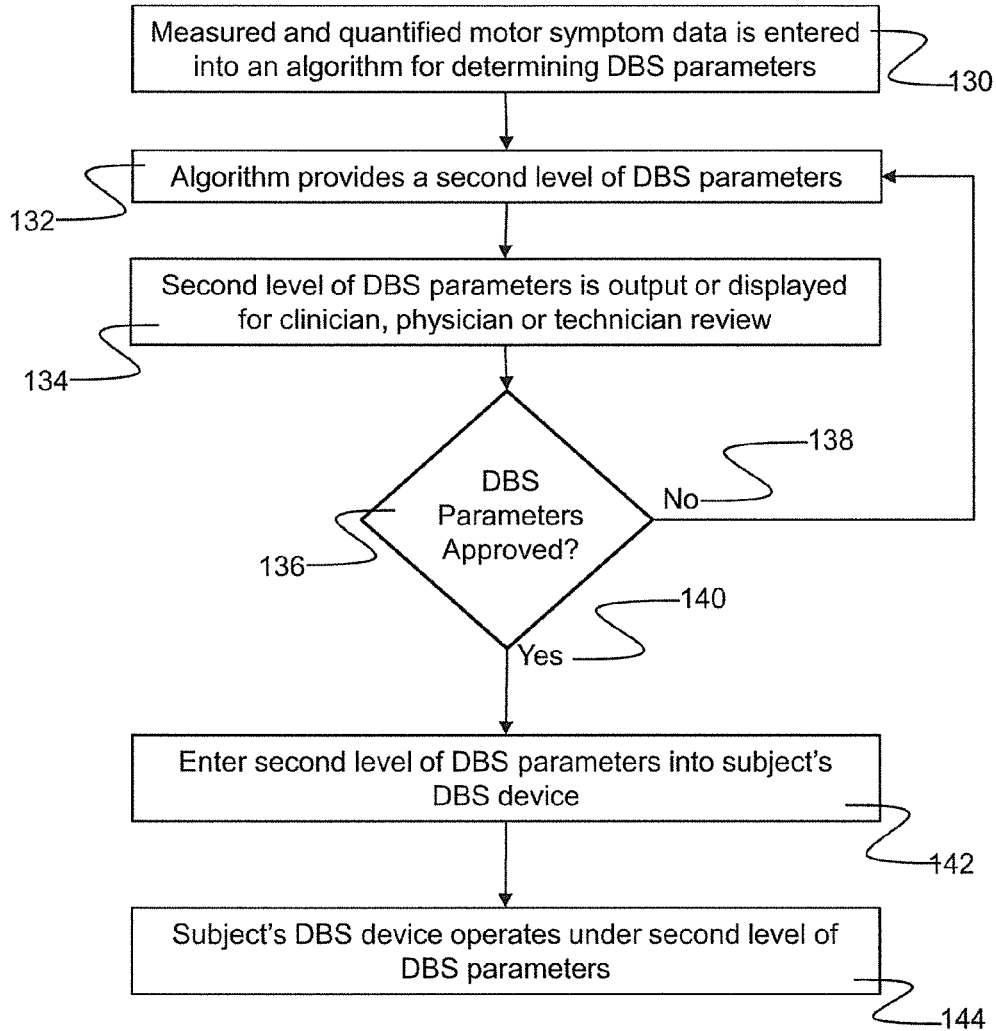 Measured and quantified motor symptom data is entered
into an algorithm for determining DBS parameters
130
Algorithm provides a second level of DBS parameters
132
Second level of DBS parameters is output or displayed
for clinician, physician or technician review
134
DBS
Parameters
Approved?
136
No
138
Yes
140
Enter second level of DBS parameters into subject's
DBS device
142
Subject's DBS device operates under second level of
DBS parameters
144